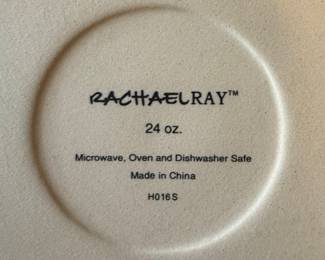 RACHAELRAY™
24 oz.
Microwave, Oven and Dishwasher Safe
Made in China
H016S